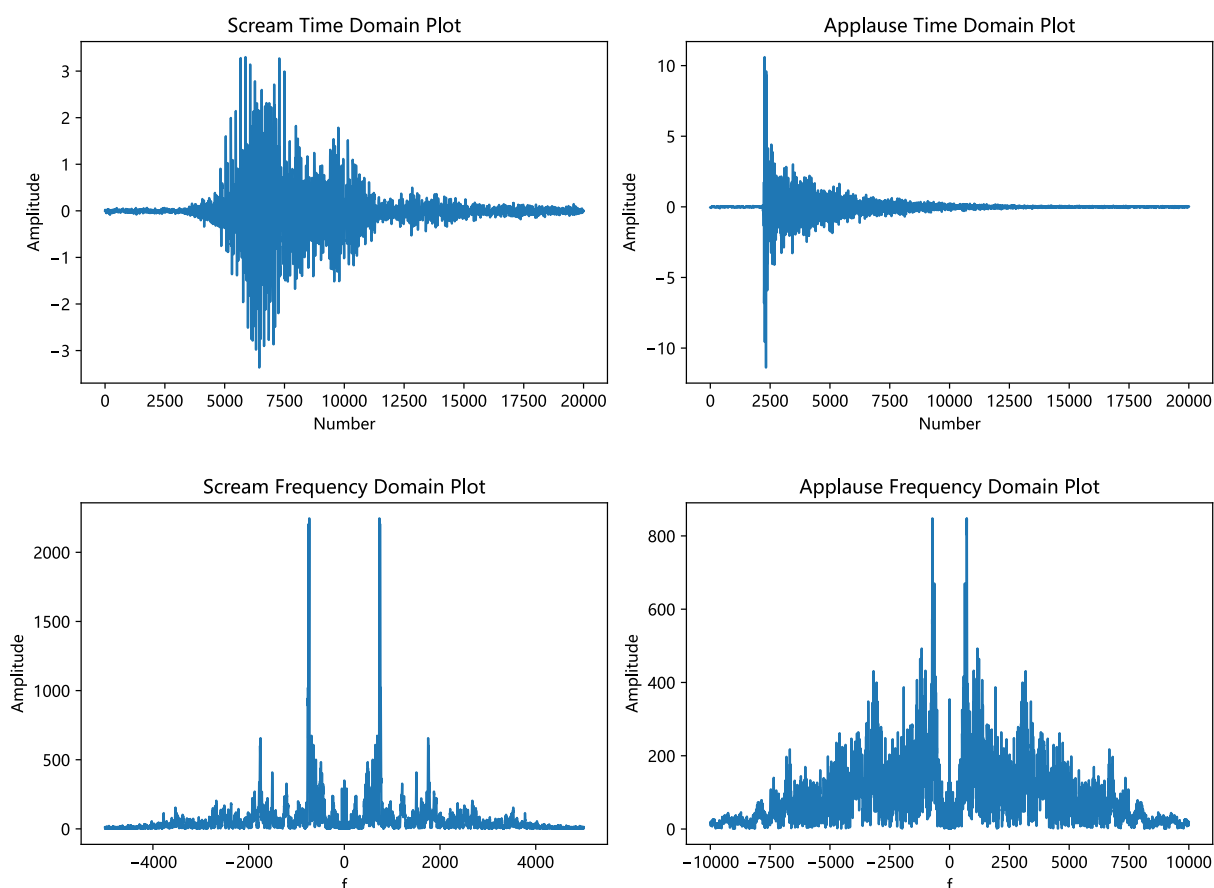 Scream Time Domain Plot
Amplitude
3
2
1
0
−1
−2
−3
0 2500 5000 7500 10000 12500 15000 17500 20000
Number
Applause Time Domain Plot
Amplitude
10
5
0
−5
−10
0 2500 5000 7500 10000 12500 15000 17500 20000
Number
Scream Frequency Domain Plot
Amplitude
2000
1500
1000
500
0
−4000 −2000 0 2000 4000
f
Applause Frequency Domain Plot
Amplitude
800
600
400
200
0
−10000 −7500 −5000 −2500 0 2500 5000 7500 10000
f